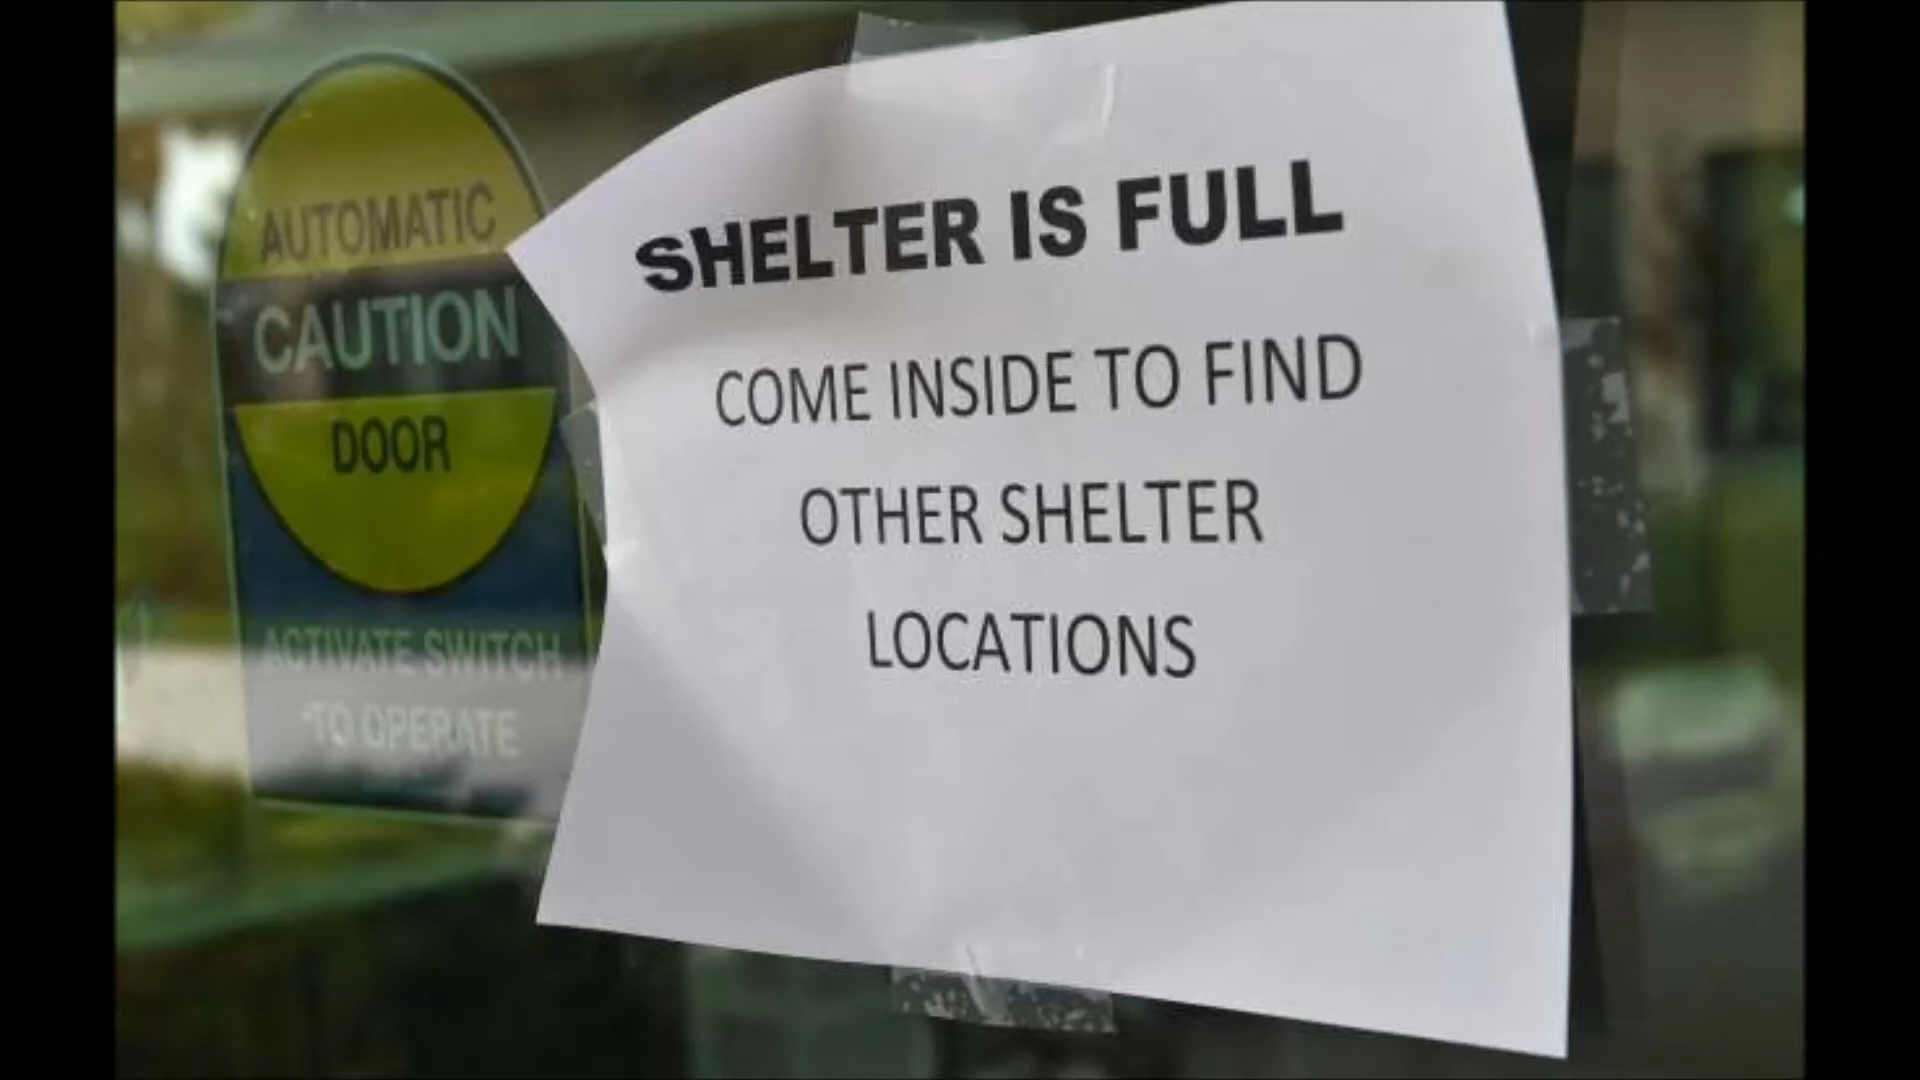 AUTOMATIC
CAUTION
DOOR
ACTIVATE SWITCH
TO OPERATE
SHELTER IS FULL
COME INSIDE TO FIND
OTHER SHELTER
LOCATIONS